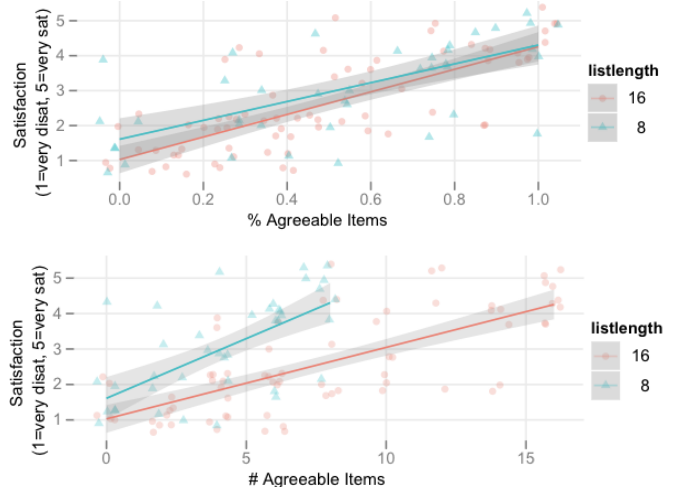 Satisfaction
(1=very disat, 5=very sat)
5
4
3
2
1
0.0 0.2 0.4 0.6 0.8 1.0
% Agreeable Items
listlength
16
8
Satisfaction
(1=very disat, 5=very sat)
5
4
3
2
1
0 5 10 15
# Agreeable Items
listlength
16
8